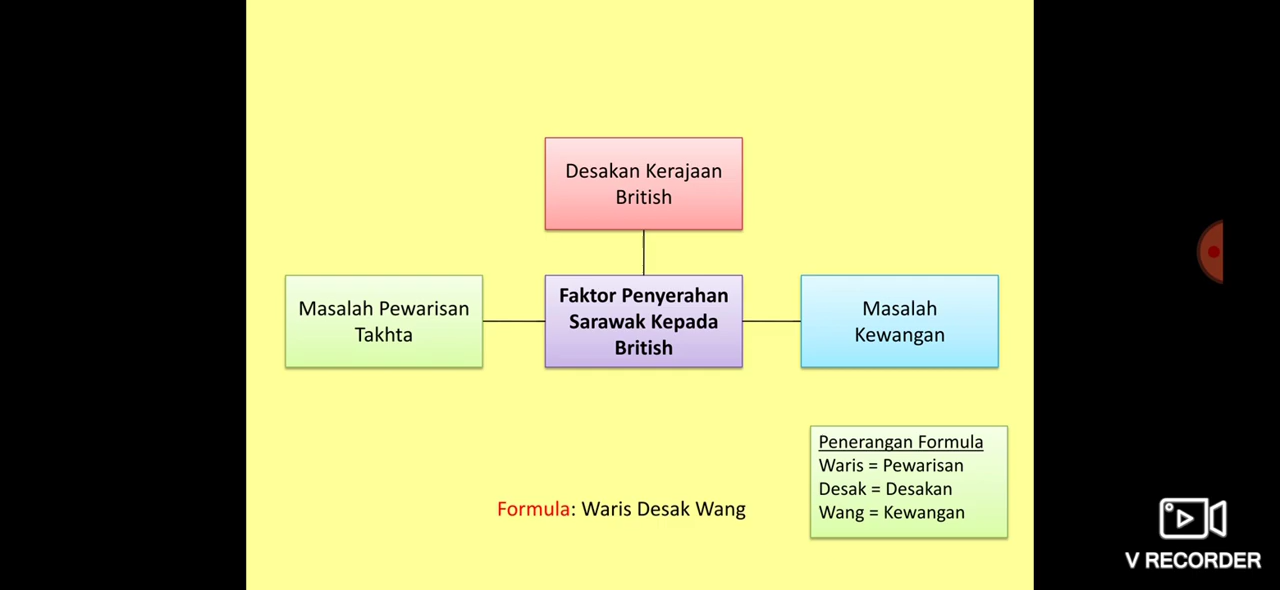 Desakan Kerajaan
British
Masalah Pewarisan
Takhta
Faktor Penyerahan
Sarawak Kepada
British
Masalah
Kewangan
Penerangan Formula
Waris = Pewarisan
Desak = Desakan
Wang = Kewangan
Formula: Waris Desak Wang
V RECORDER